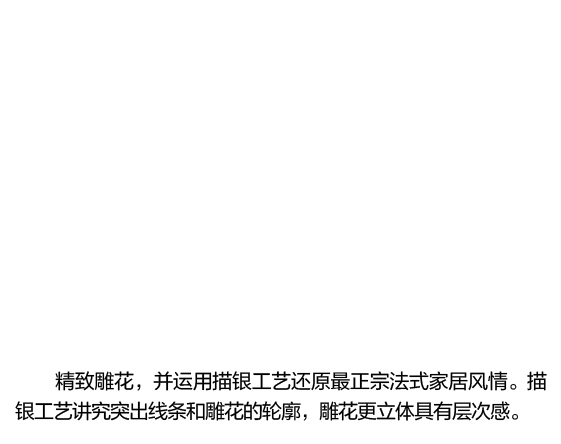 精致雕花，并运用描银工艺还原最正宗法式家居风情。描
银工艺讲究突出线条和雕花的轮廓，雕花更立体具有层次感。